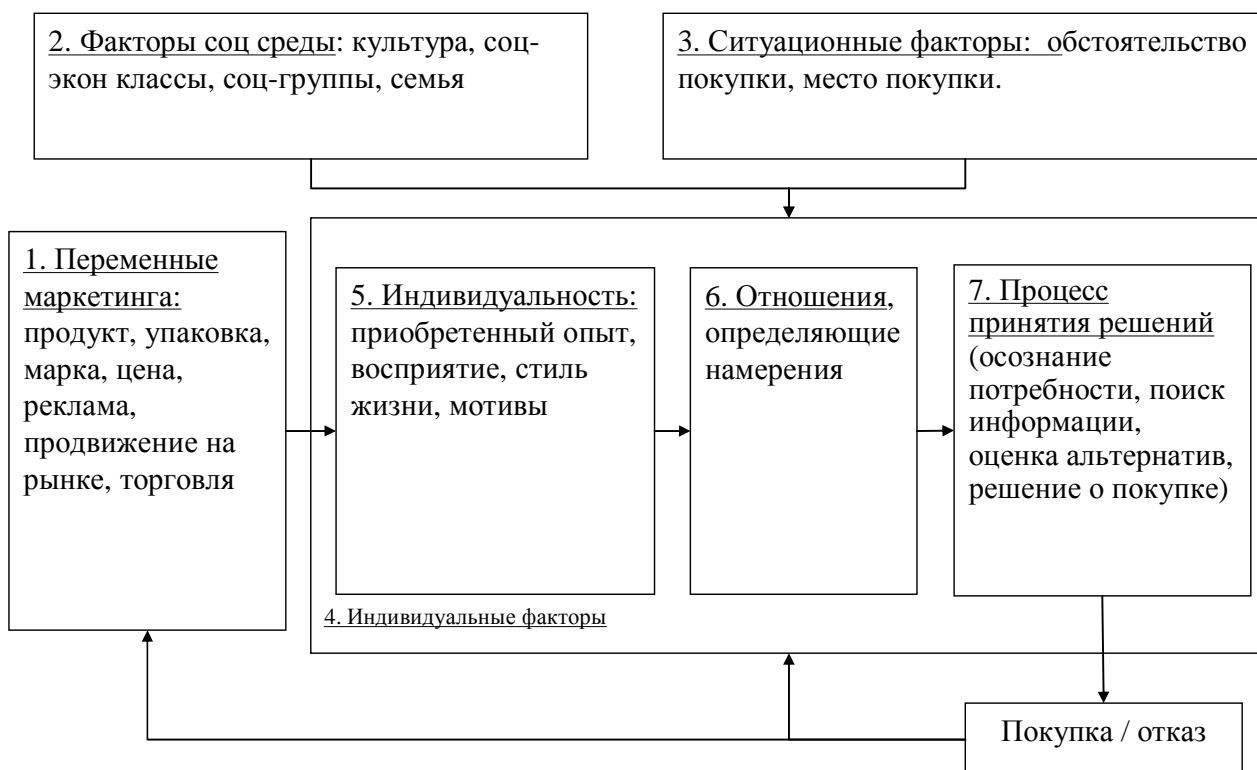 2. Факторы соц среды: культура, соц-
экон классы, соц-группы, семья
3. Ситуационные факторы:  обстоятельство
покупки, место покупки.
1. Переменные
маркетинга:
продукт, упаковка,
марка, цена,
реклама,
продвижение на
рынке, торговля
5. Индивидуальность:
приобретенный опыт,
восприятие, стиль
жизни, мотивы
6. Отношения,
определяющие
намерения
7. Процесс
принятия решений
(осознание
потребности, поиск
информации,
оценка альтернатив,
решение о покупке)
4. Индивидуальные факторы
Покупка / отказ